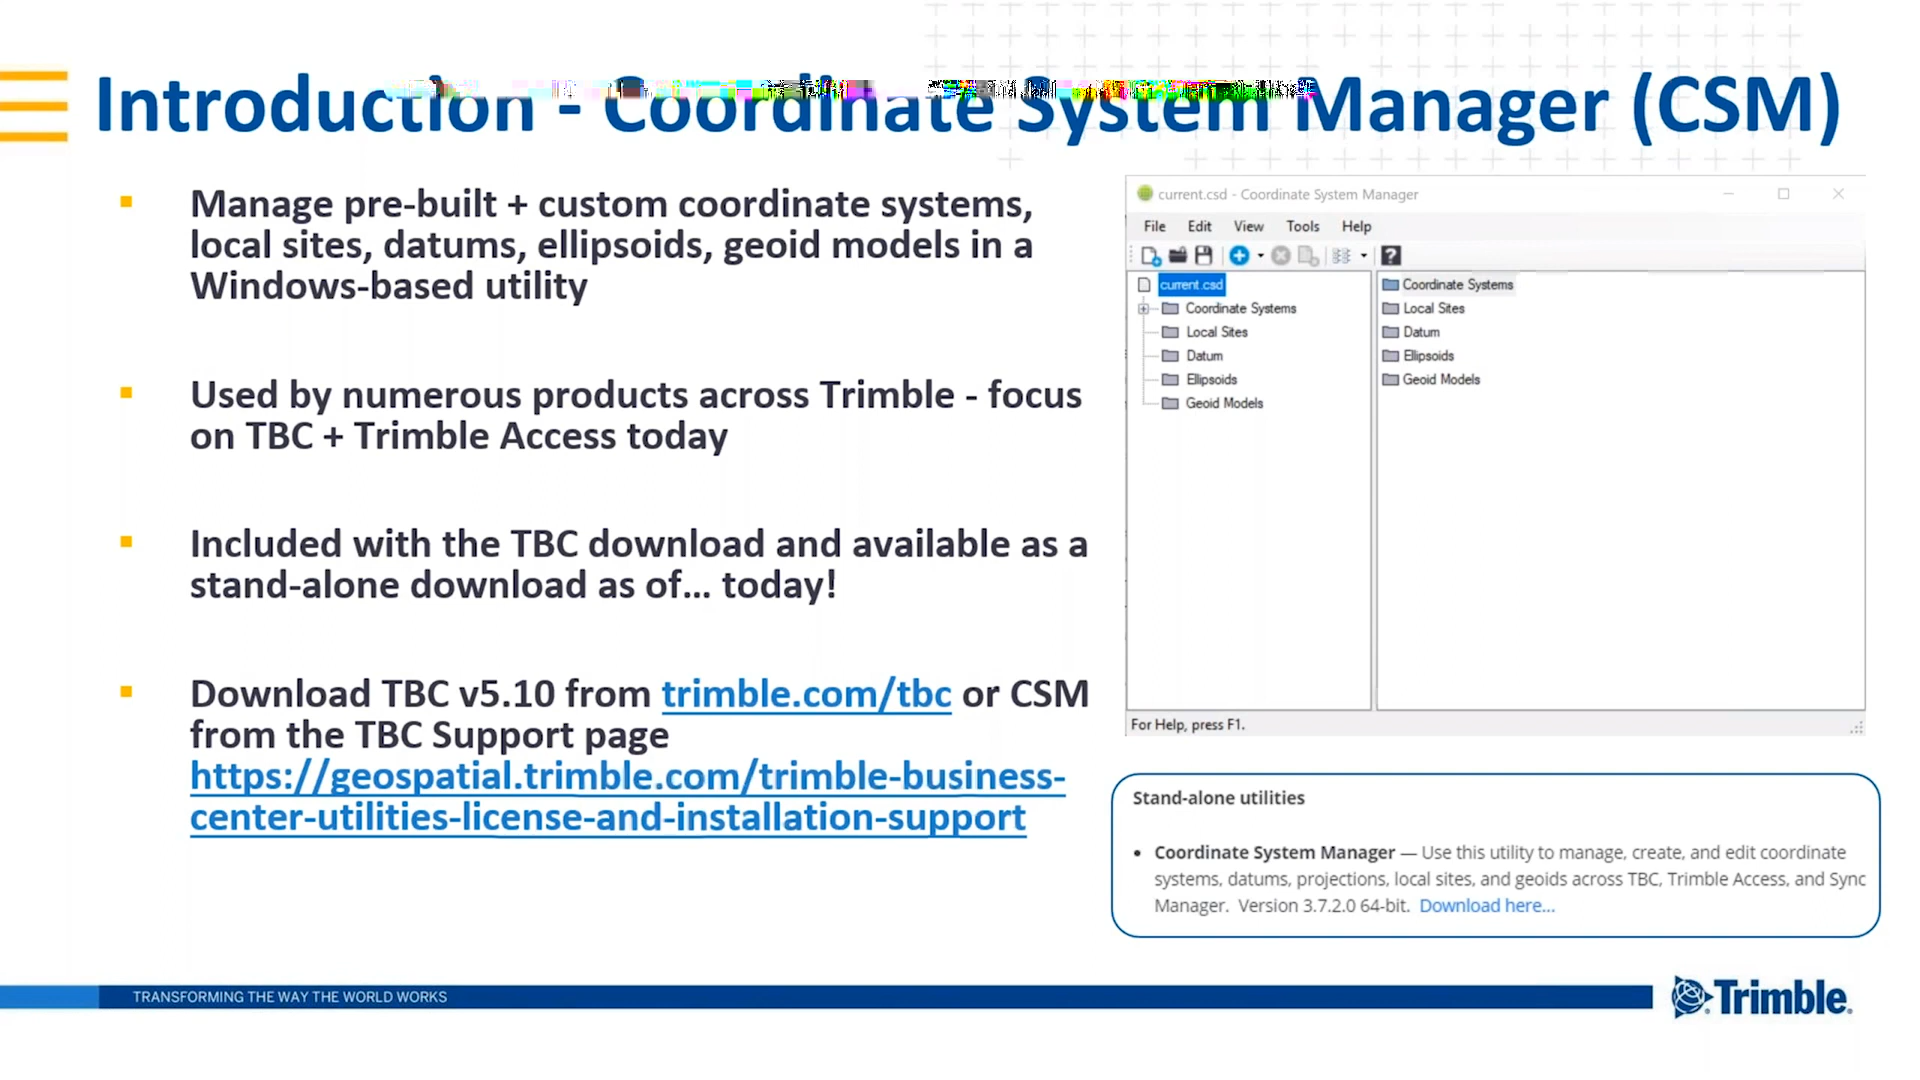 Introduction - Coordinate System Manager (CSM)
▪ Manage pre-built + custom coordinate systems,
local sites, datums, ellipsoids, geoid models in a
Windows-based utility
▪ Used by numerous products across Trimble - focus
on TBC + Trimble Access today
▪ Included with the TBC download and available as a
stand-alone download as of... today!
▪ Download TBC v5.10 from trimble.com/tbc or CSM
from the TBC Support page
https://geospatial.trimble.com/trimble-business-
center-utilities-license-and-installation-support
current.csd - Coordinate System Manager
File Edit View Tools Help
current.csd
Coordinate Systems
Local Sites
Datum
Ellipsoids
Geoid Models
Coordinate Systems
Local Sites
Datum
Ellipsoids
Geoid Models
For Help, press F1.
Stand-alone utilities
• Coordinate System Manager — Use this utility to manage, create, and edit coordinate
systems, datums, projections, local sites, and geoids across TBC, Trimble Access, and Sync
Manager. Version 3.7.2.0 64-bit. Download here...
TRANSFORMING THE WAY THE WORLD WORKS
Trimble.